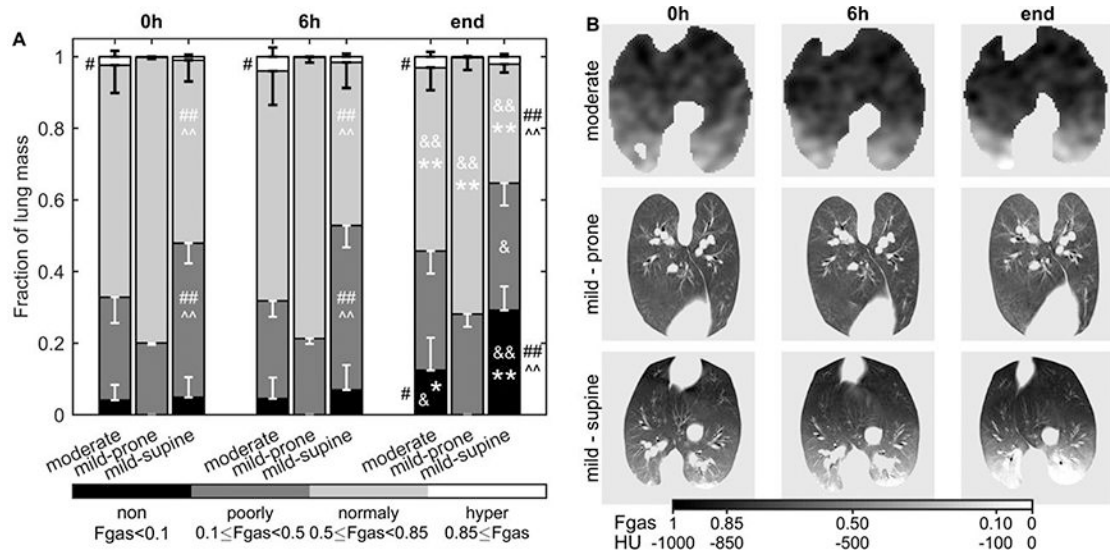 A
0h
6h
end
Fraction of lung mass
1
0.8
0.6
0.4
0.2
0
#
##
^^
##
^^
#
##
^^
##
^^
#
&&
**
&&
**
&&
**
##
^^
&
&&
**
##
^^
#
*
&
moderate
mild-prone
mild-supine
moderate
mild-prone
mild-supine
moderate
mild-prone
mild-supine
non
Fgas<0.1
poorly
0.1≤Fgas<0.5
normaly
0.5≤Fgas<0.85
hyper
0.85≤Fgas
B
0h
6h
end
moderate
mild - prone
mild - supine
Fgas 1 0.85 0.50 0.10 0
HU -1000 -850 -500 -100 0